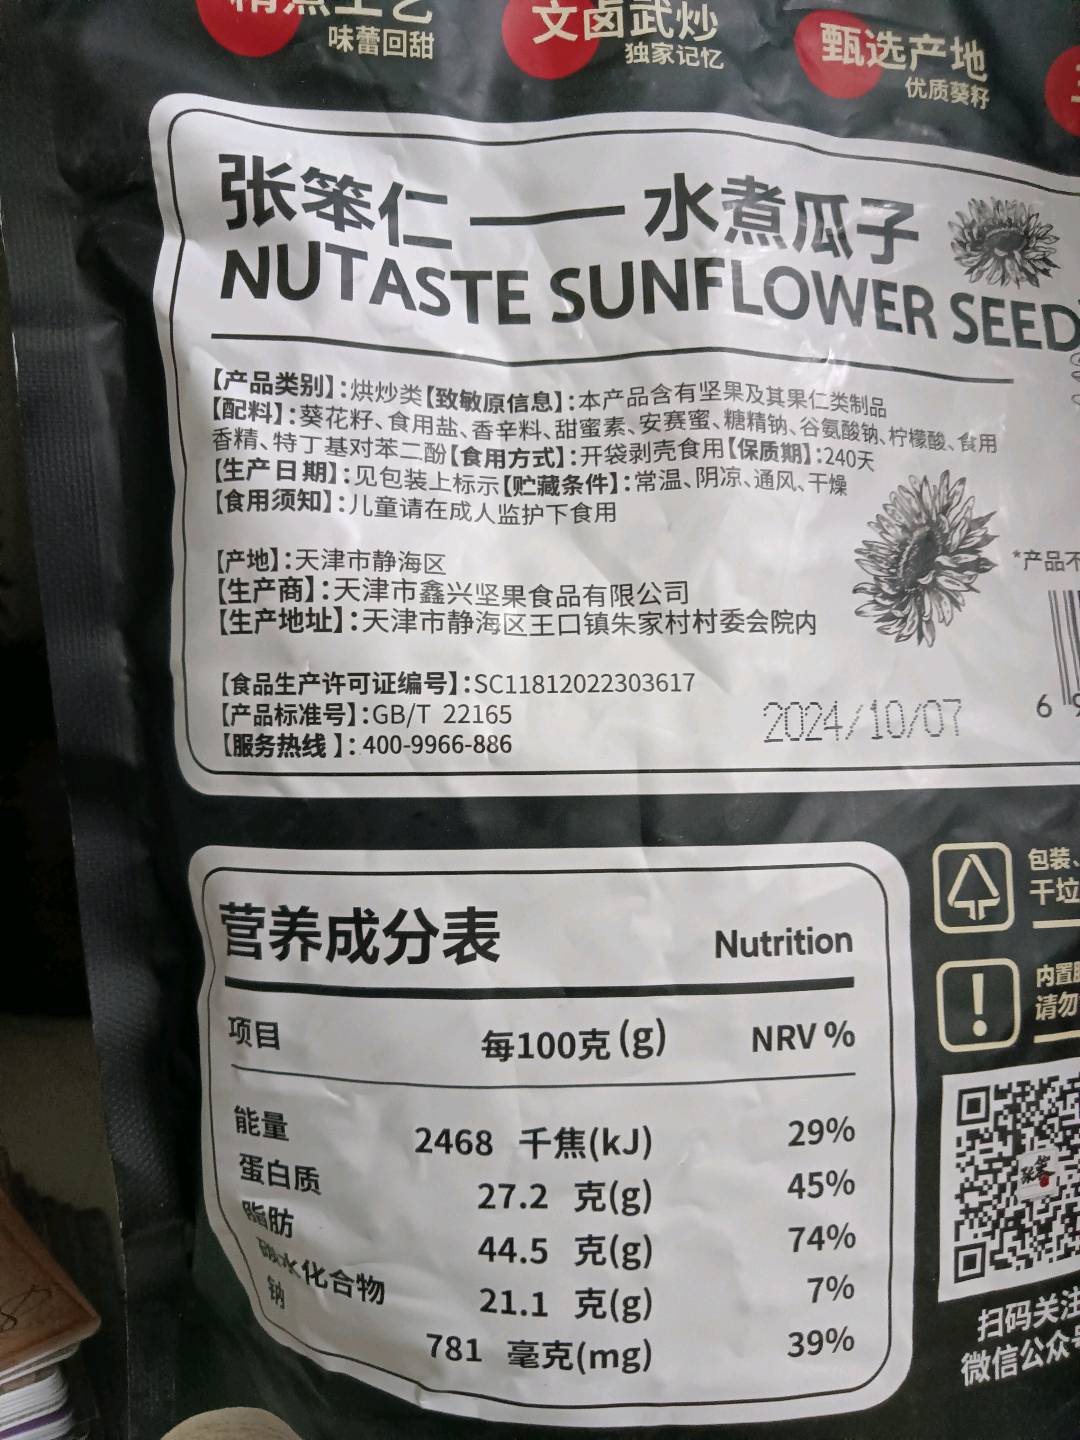 精煮工艺
味蕾回甜
文卤武炒
独家记忆
甄选产地
优质葵籽
张笨仁——水煮瓜子
NUTASTE SUNFLOWER SEED
【产品类别】：烘炒类【致敏原信息】：本产品含有坚果及其果仁类制品
【配料】：葵花籽、食用盐、香辛料、甜蜜素、安赛蜜、糖精钠、谷氨酸钠、柠檬酸、食用
香精、特丁基对苯二酚【食用方式】：开袋剥壳食用【保质期】：240天
【生产日期】：见包装上标示【贮藏条件】：常温、阴凉、通风、干燥
【食用须知】：儿童请在成人监护下食用
【产地】：天津市静海区
*产品不
【生产商】：天津市鑫兴坚果食品有限公司
【生产地址】：天津市静海区王口镇朱家村村委会院内
【食品生产许可证编号】：SC11812022303617
【产品标准号】：GB/T 22165
2024/10/07
6 9
【服务热线 】：400-9966-886
营养成分表 Nutrition
项目 每100克(g) NRV %
能量 2468 千焦(kJ) 29%
蛋白质 27.2 克(g) 45%
脂肪 44.5 克(g) 74%
碳水化合物 21.1 克(g) 7%
钠 781 毫克(mg) 39%
包装、
干垃
内置
请勿
张笨
扫码关注
微信公众号